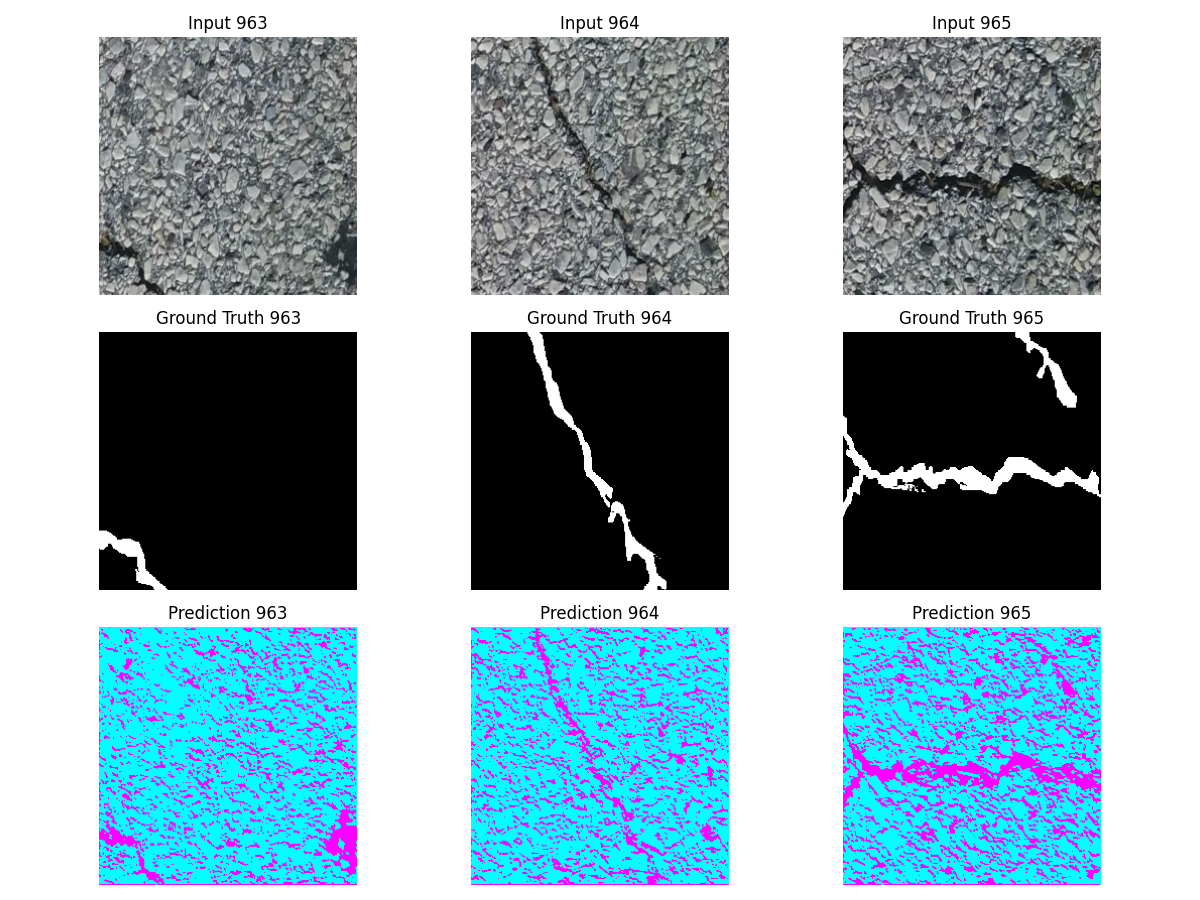 Input 963
Input 964
Input 965
Ground Truth 963
Ground Truth 964
Ground Truth 965
Prediction 963
Prediction 964
Prediction 965